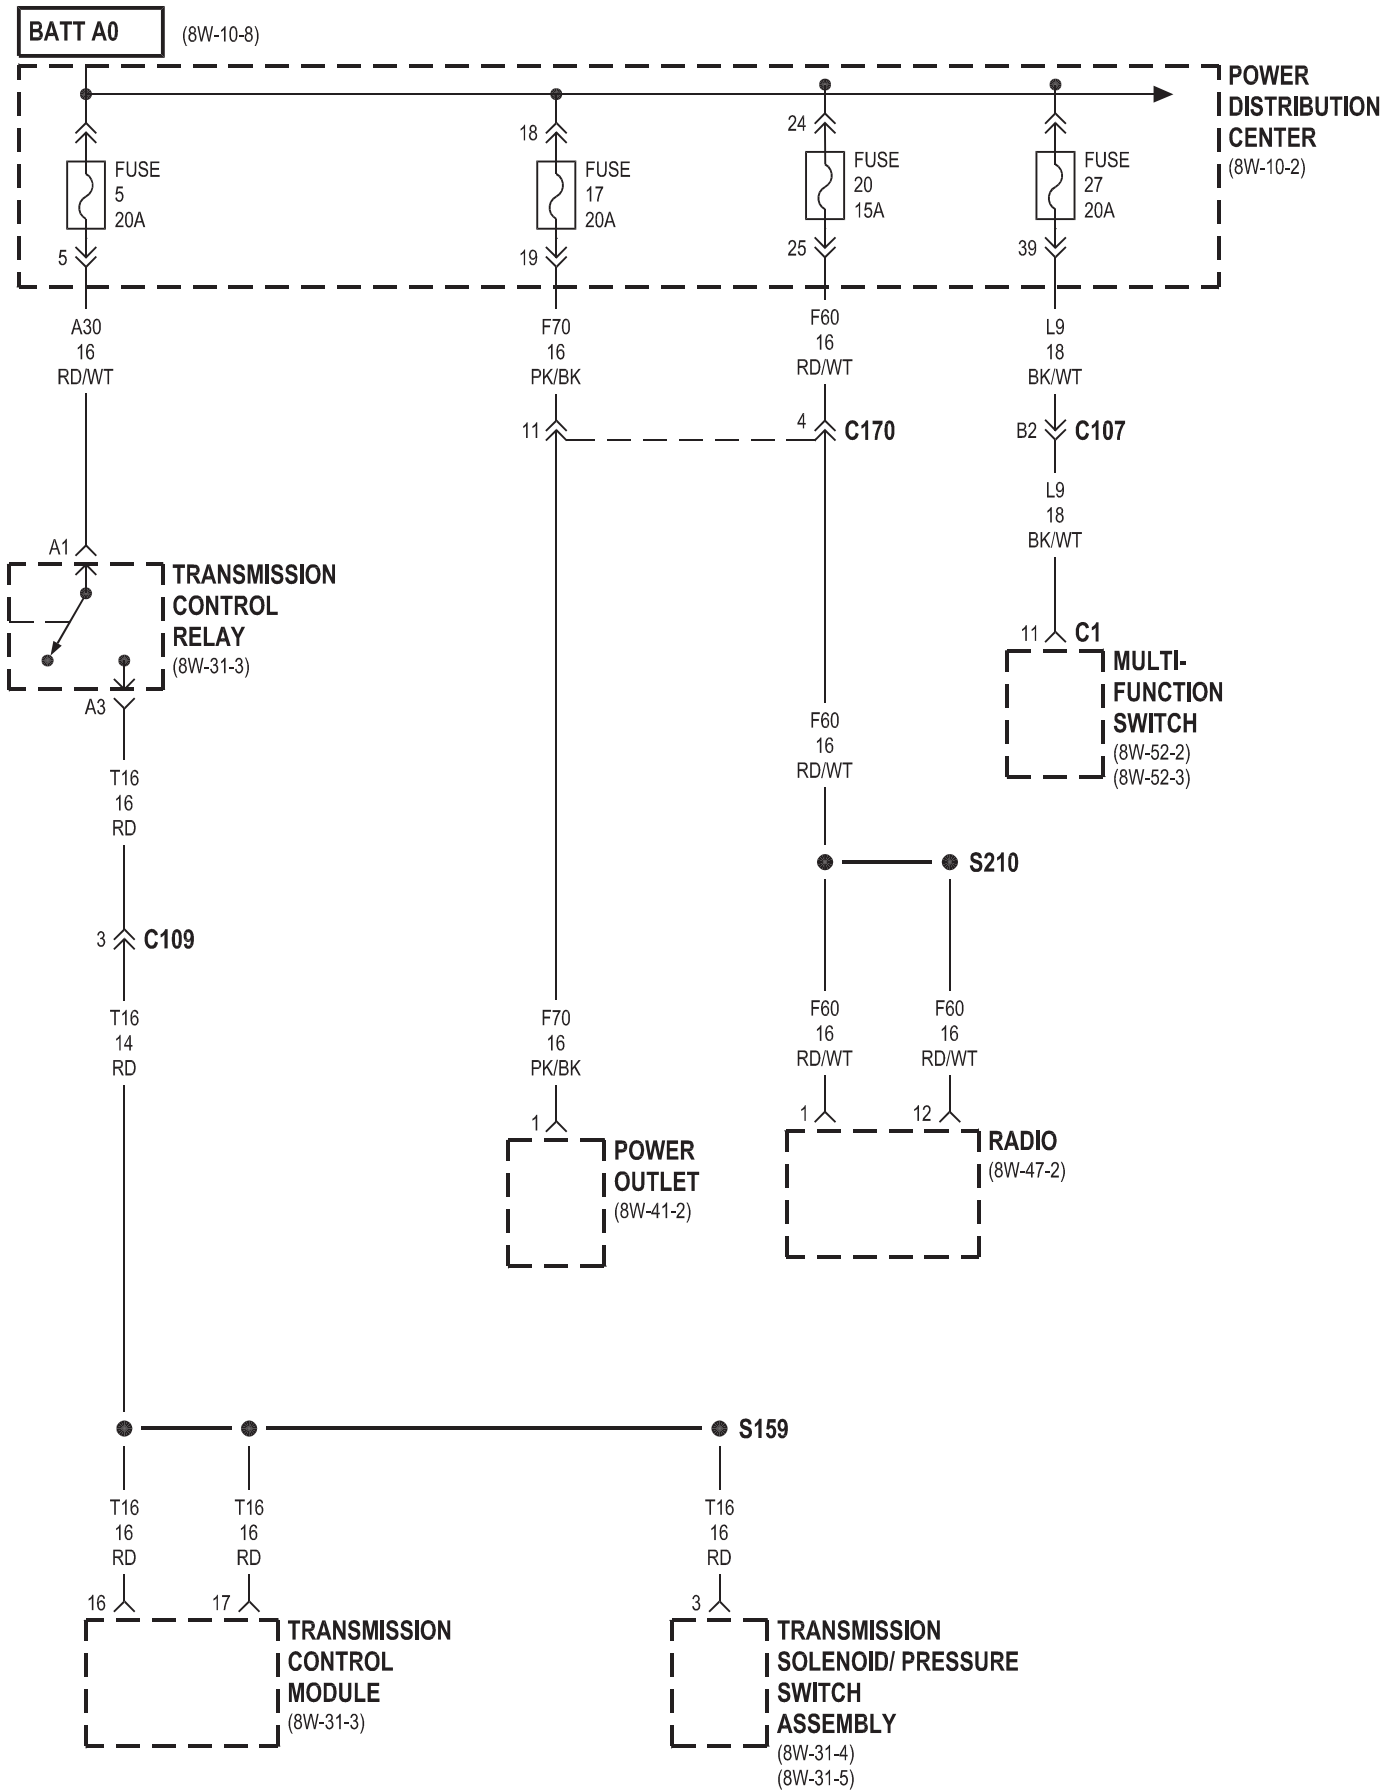 BATT A0
(8W-10-8)
POWER
DISTRIBUTION
CENTER
(8W-10-2)
18
24
FUSE
5
20A
FUSE
17
20A
FUSE
20
15A
FUSE
27
20A
5
19
25
39
A30
16
RD/WT
F70
16
PK/BK
F60
16
RD/WT
L9
18
BK/WT
11
4
C170
B2
C107
L9
18
BK/WT
A1
TRANSMISSION
CONTROL
RELAY
(8W-31-3)
A3
11
C1
MULTI-
FUNCTION
SWITCH
(8W-52-2)
(8W-52-3)
T16
16
RD
F60
16
RD/WT
S210
3
C109
T16
14
RD
F70
16
PK/BK
F60
16
RD/WT
F60
16
RD/WT
1
POWER
OUTLET
(8W-41-2)
1
12
RADIO
(8W-47-2)
S159
T16
16
RD
T16
16
RD
T16
16
RD
16
17
TRANSMISSION
CONTROL
MODULE
(8W-31-3)
3
TRANSMISSION
SOLENOID/ PRESSURE
SWITCH
ASSEMBLY
(8W-31-4)
(8W-31-5)